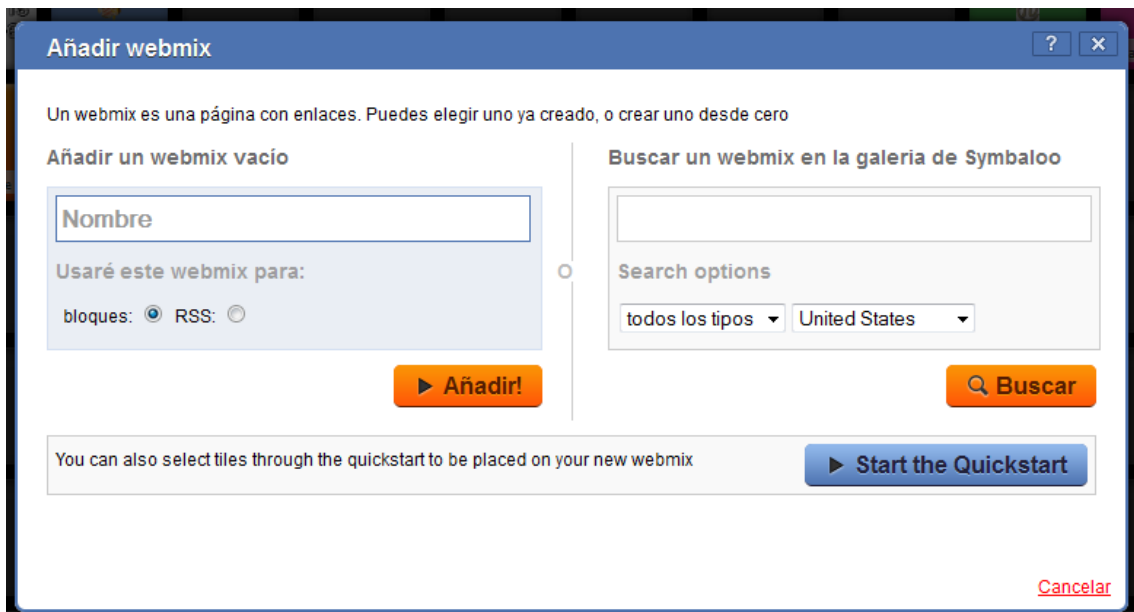 Añadir webmix
?
Un webmix es una página con enlaces. Puedes elegir uno ya creado, o crear uno desde cero
Añadir un webmix vacío
Nombre
Usaré este webmix para:
bloques: RSS:
Añadir!
O
Buscar un webmix en la galeria de Symbaloo
Search options
todos los tipos United States
Buscar
You can also select tiles through the quickstart to be placed on your new webmix
Start the Quickstart
Cancelar